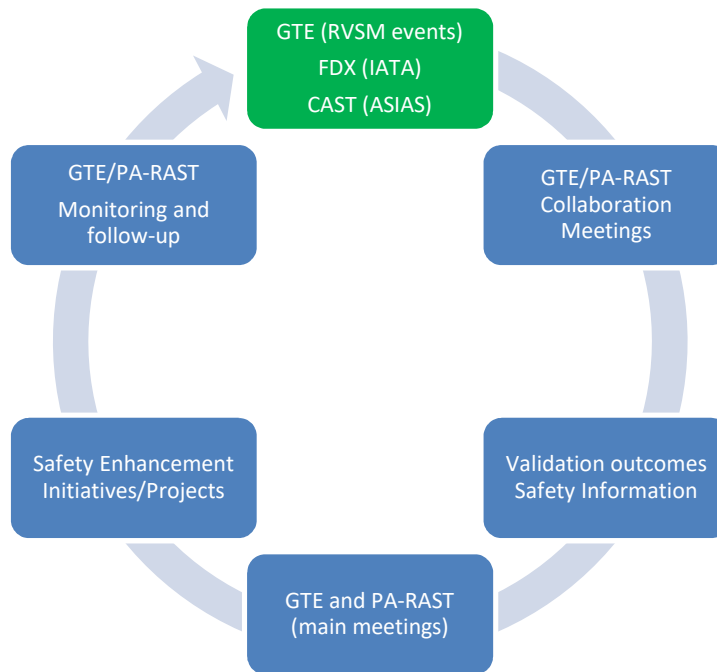 GTE (RVSM events)
FDX (IATA)
CAST (ASIAS)
GTE/PA-RAST
Collaboration
Meetings
Validation outcomes
Safety Information
GTE and PA-RAST
(main meetings)
Safety Enhancement
Initiatives/Projects
GTE/PA-RAST
Monitoring and
follow-up